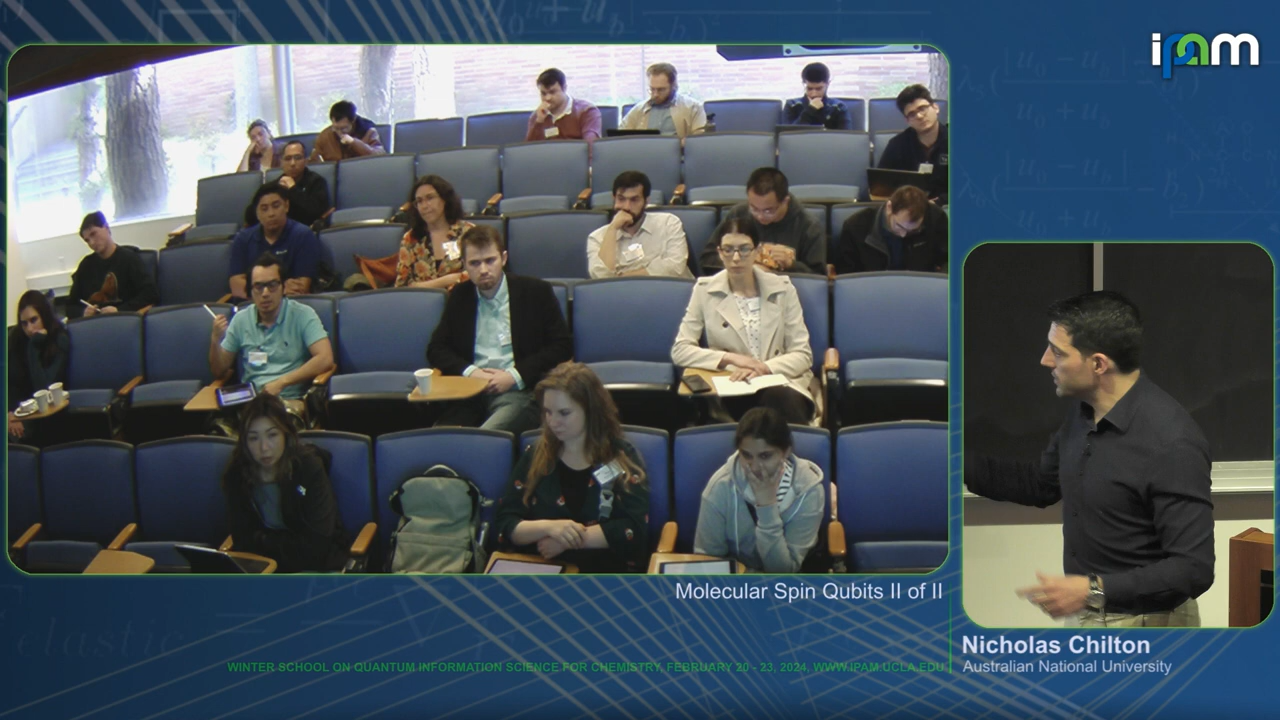 ipam
Molecular Spin Qubits II of II
Nicholas Chilton
Australian National University
WINTER SCHOOL ON QUANTUM INFORMATION SCIENCE FOR CHEMISTRY, FEBRUARY 20 - 23, 2024, WWW.IPAM.UCLA.EDU
elastic